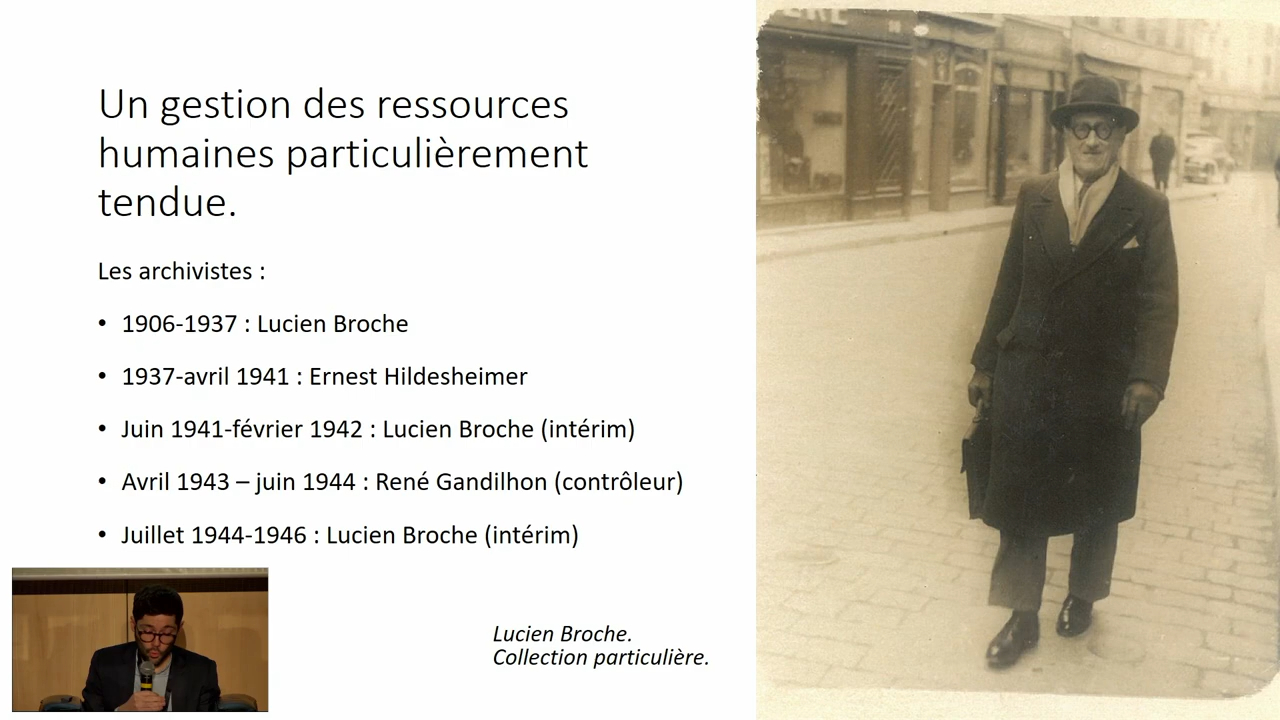 Un gestion des ressources
humaines particulièrement
tendue.
Les archivistes :
• 1906-1937 : Lucien Broche
• 1937-avril 1941 : Ernest Hildesheimer
• Juin 1941-février 1942 : Lucien Broche (intérim)
• Avril 1943 – juin 1944 : René Gandilhon (contrôleur)
• Juillet 1944-1946 : Lucien Broche (intérim)
Lucien Broche.
Collection particulière.